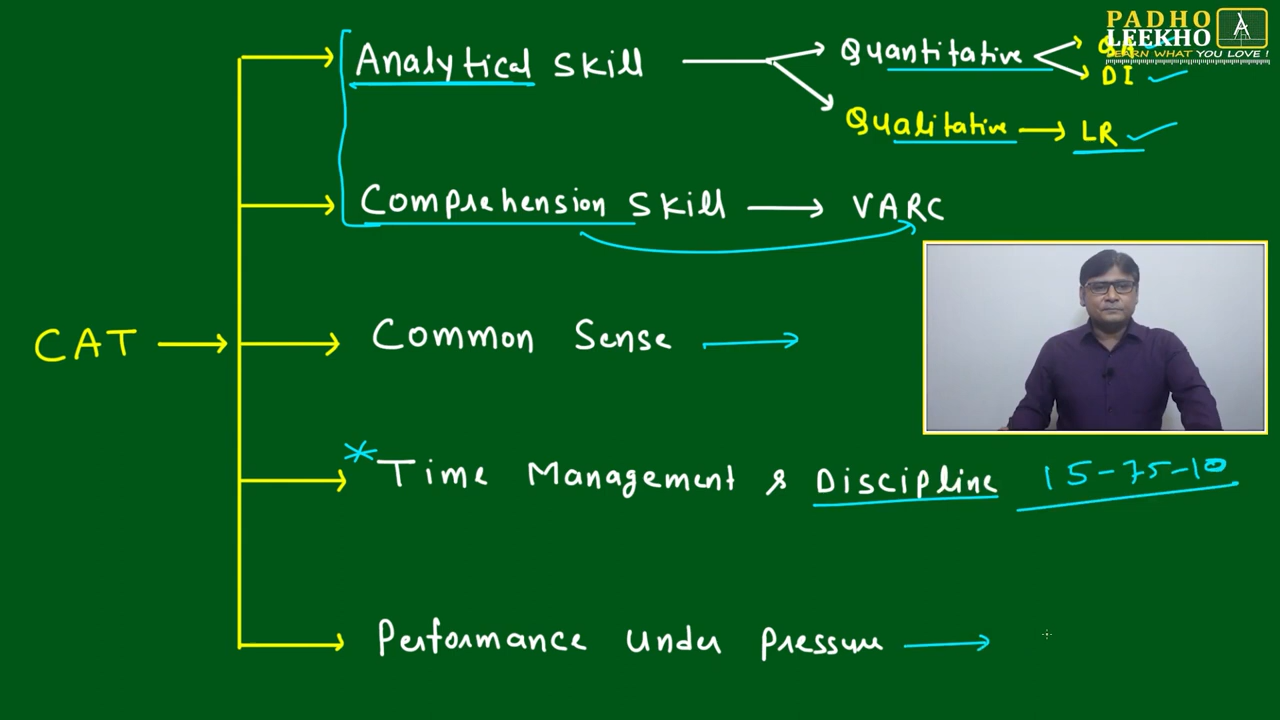 PADHO
LEEKHO
LEARN WHAT YOU LOVE !
Analytical Skill
Quantitative
DI
Qualitative
LR
Comprehension Skill
VARC
CAT
Common Sense
* Time Management & Discipline 15-75-10
Performance Under Pressure